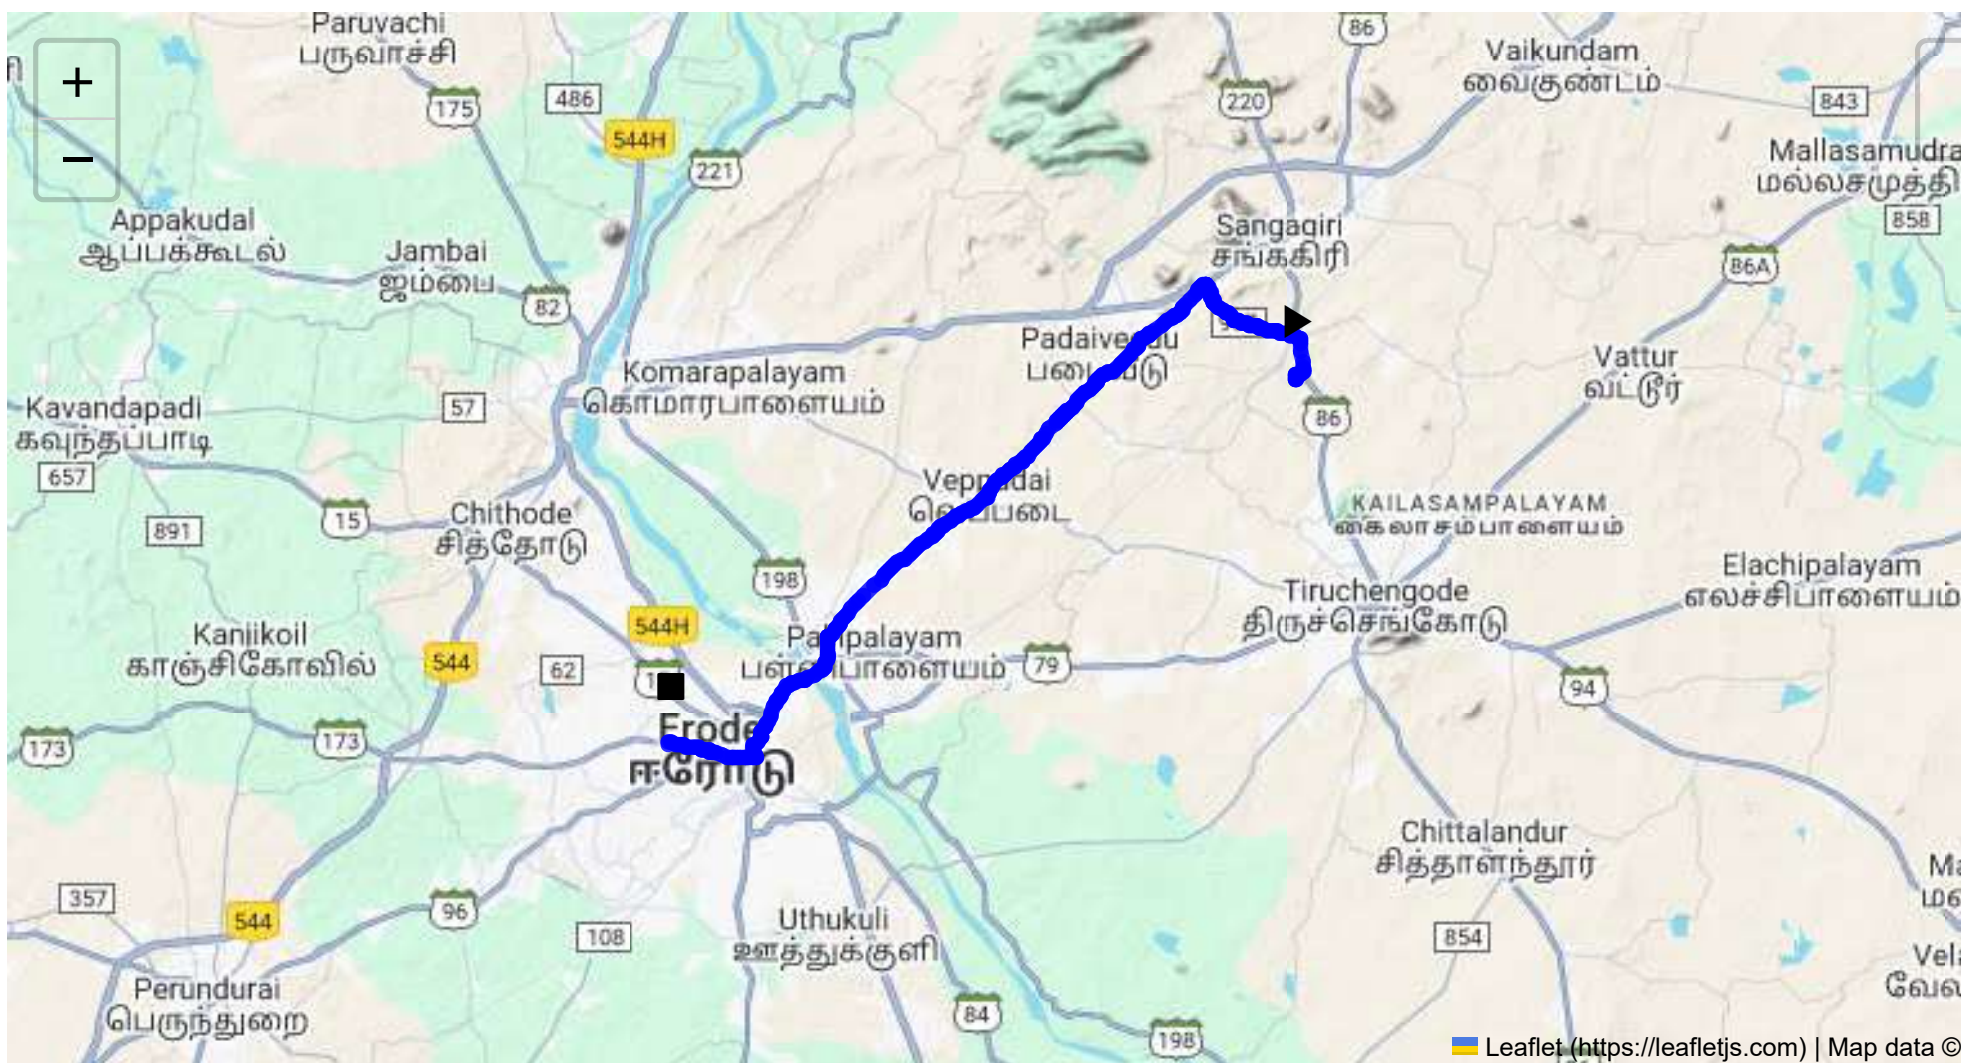 Paruvachi
பருவாச்சி
+
−
175
486
544H
221
220
86
Vaikundam
வைகுண்டம்
843
Mallasamudra
மல்லசமுத்தி
858
86A
Appakudal
ஆப்பக்கூடல்
Jambai
ஜம்பை
82
Sangagiri
சங்ககிரி
Komarapalayam
கொமாரபாளையம்
57
Kavandapadi
கவுந்தப்பாடி
657
891
15
Chithode
சித்தோடு
86
Vattur
வட்டூர்
KAILASAMPALAYAM
கைலாசம்பாளையம்
198
Tiruchengode
திருச்செங்கோடு
Elachipalayam
எலச்சிபாளையம்
544H
Kanjikoil
காஞ்சிகோவில்
544
62
79
94
173
173
Erode
ஈரோடு
Chittalandur
சித்தாளந்தூர்
357
544
96
108
Uthukuli
ஊத்துக்குளி
854
Perundurai
பெருந்துறை
84
198
Leaflet (https://leafletjs.com) | Map data ©